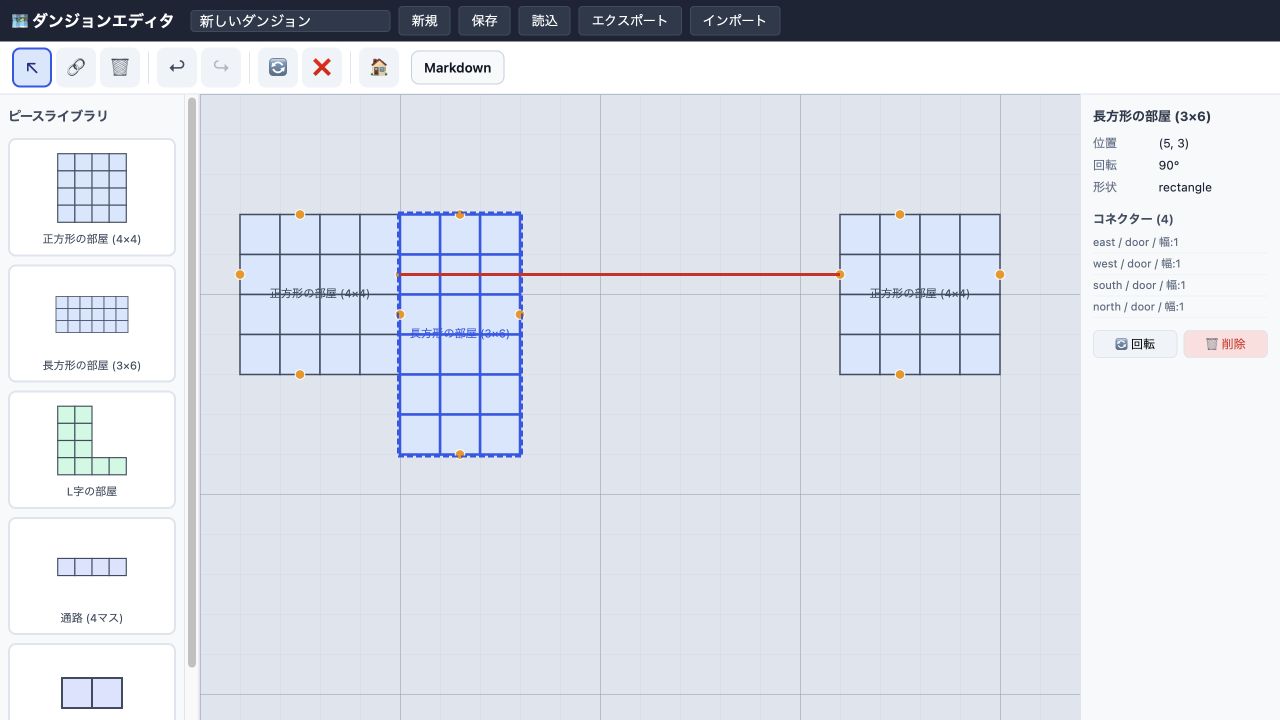 ダンジョンエディタ
新しいダンジョン
新規
保存
読込
エクスポート
インポート
Markdown
ピースライブラリ
正方形の部屋 (4×4)
長方形の部屋 (3×6)
L字の部屋
通路 (4マス)
正方形の部屋 (4×4)
長方形の部屋 (3×6)
正方形の部屋 (4×4)
長方形の部屋 (3×6)
位置 (5, 3)
回転 90°
形状 rectangle
コネクター (4)
east / door / 幅:1
west / door / 幅:1
south / door / 幅:1
north / door / 幅:1
回転
削除